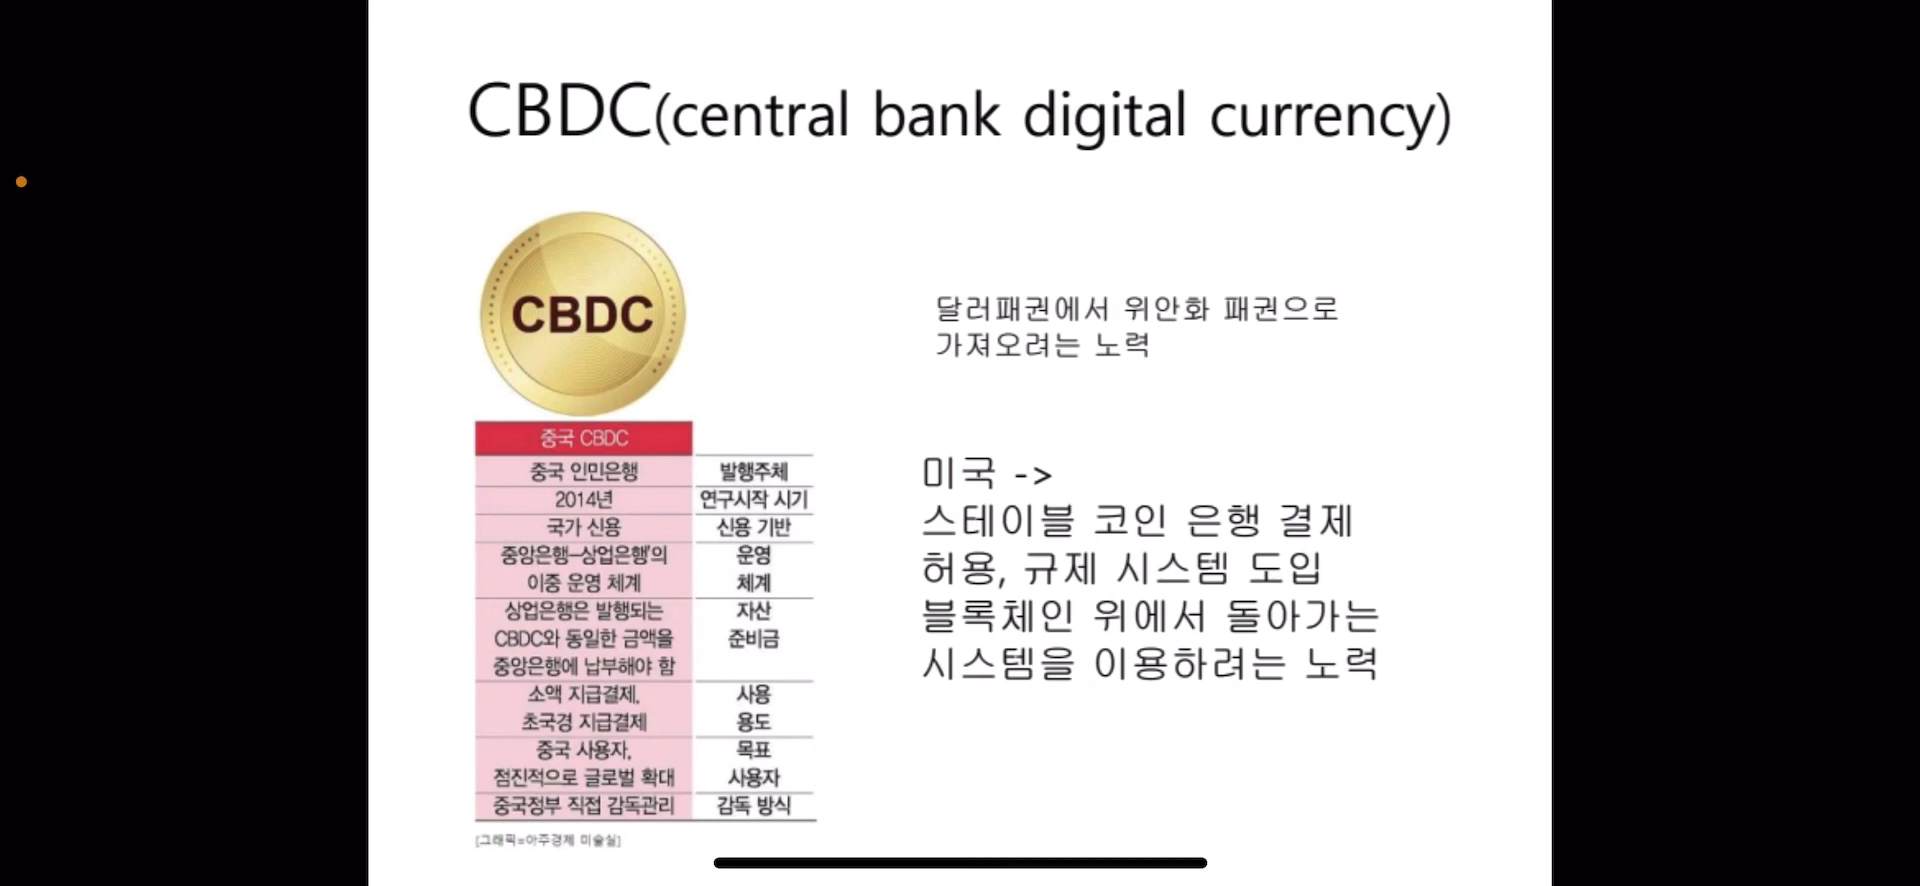 CBDC(central bank digital currency)
CBDC
달러패권에서 위안화 패권으로
가져오려는 노력
중국 CBDC
중국 인민은행 발행주체
2014년 연구시작 시기
국가 신용 신용 기반
중앙은행–상업은행'의 운영
이중 운영 체계 체계
상업은행은 발행되는 자산
CBDC와 동일한 금액을 준비금
중앙은행에 납부해야 함
소액 지급결제, 사용
초국경 지급결제 용도
중국 사용자, 목표
점진적으로 글로벌 확대 사용자
중국정부 직접 감독관리 감독 방식
[그래픽=아주경제 미술실]
미국 ->
스테이블 코인 은행 결제
허용, 규제 시스템 도입
블록체인 위에서 돌아가는
시스템을 이용하려는 노력